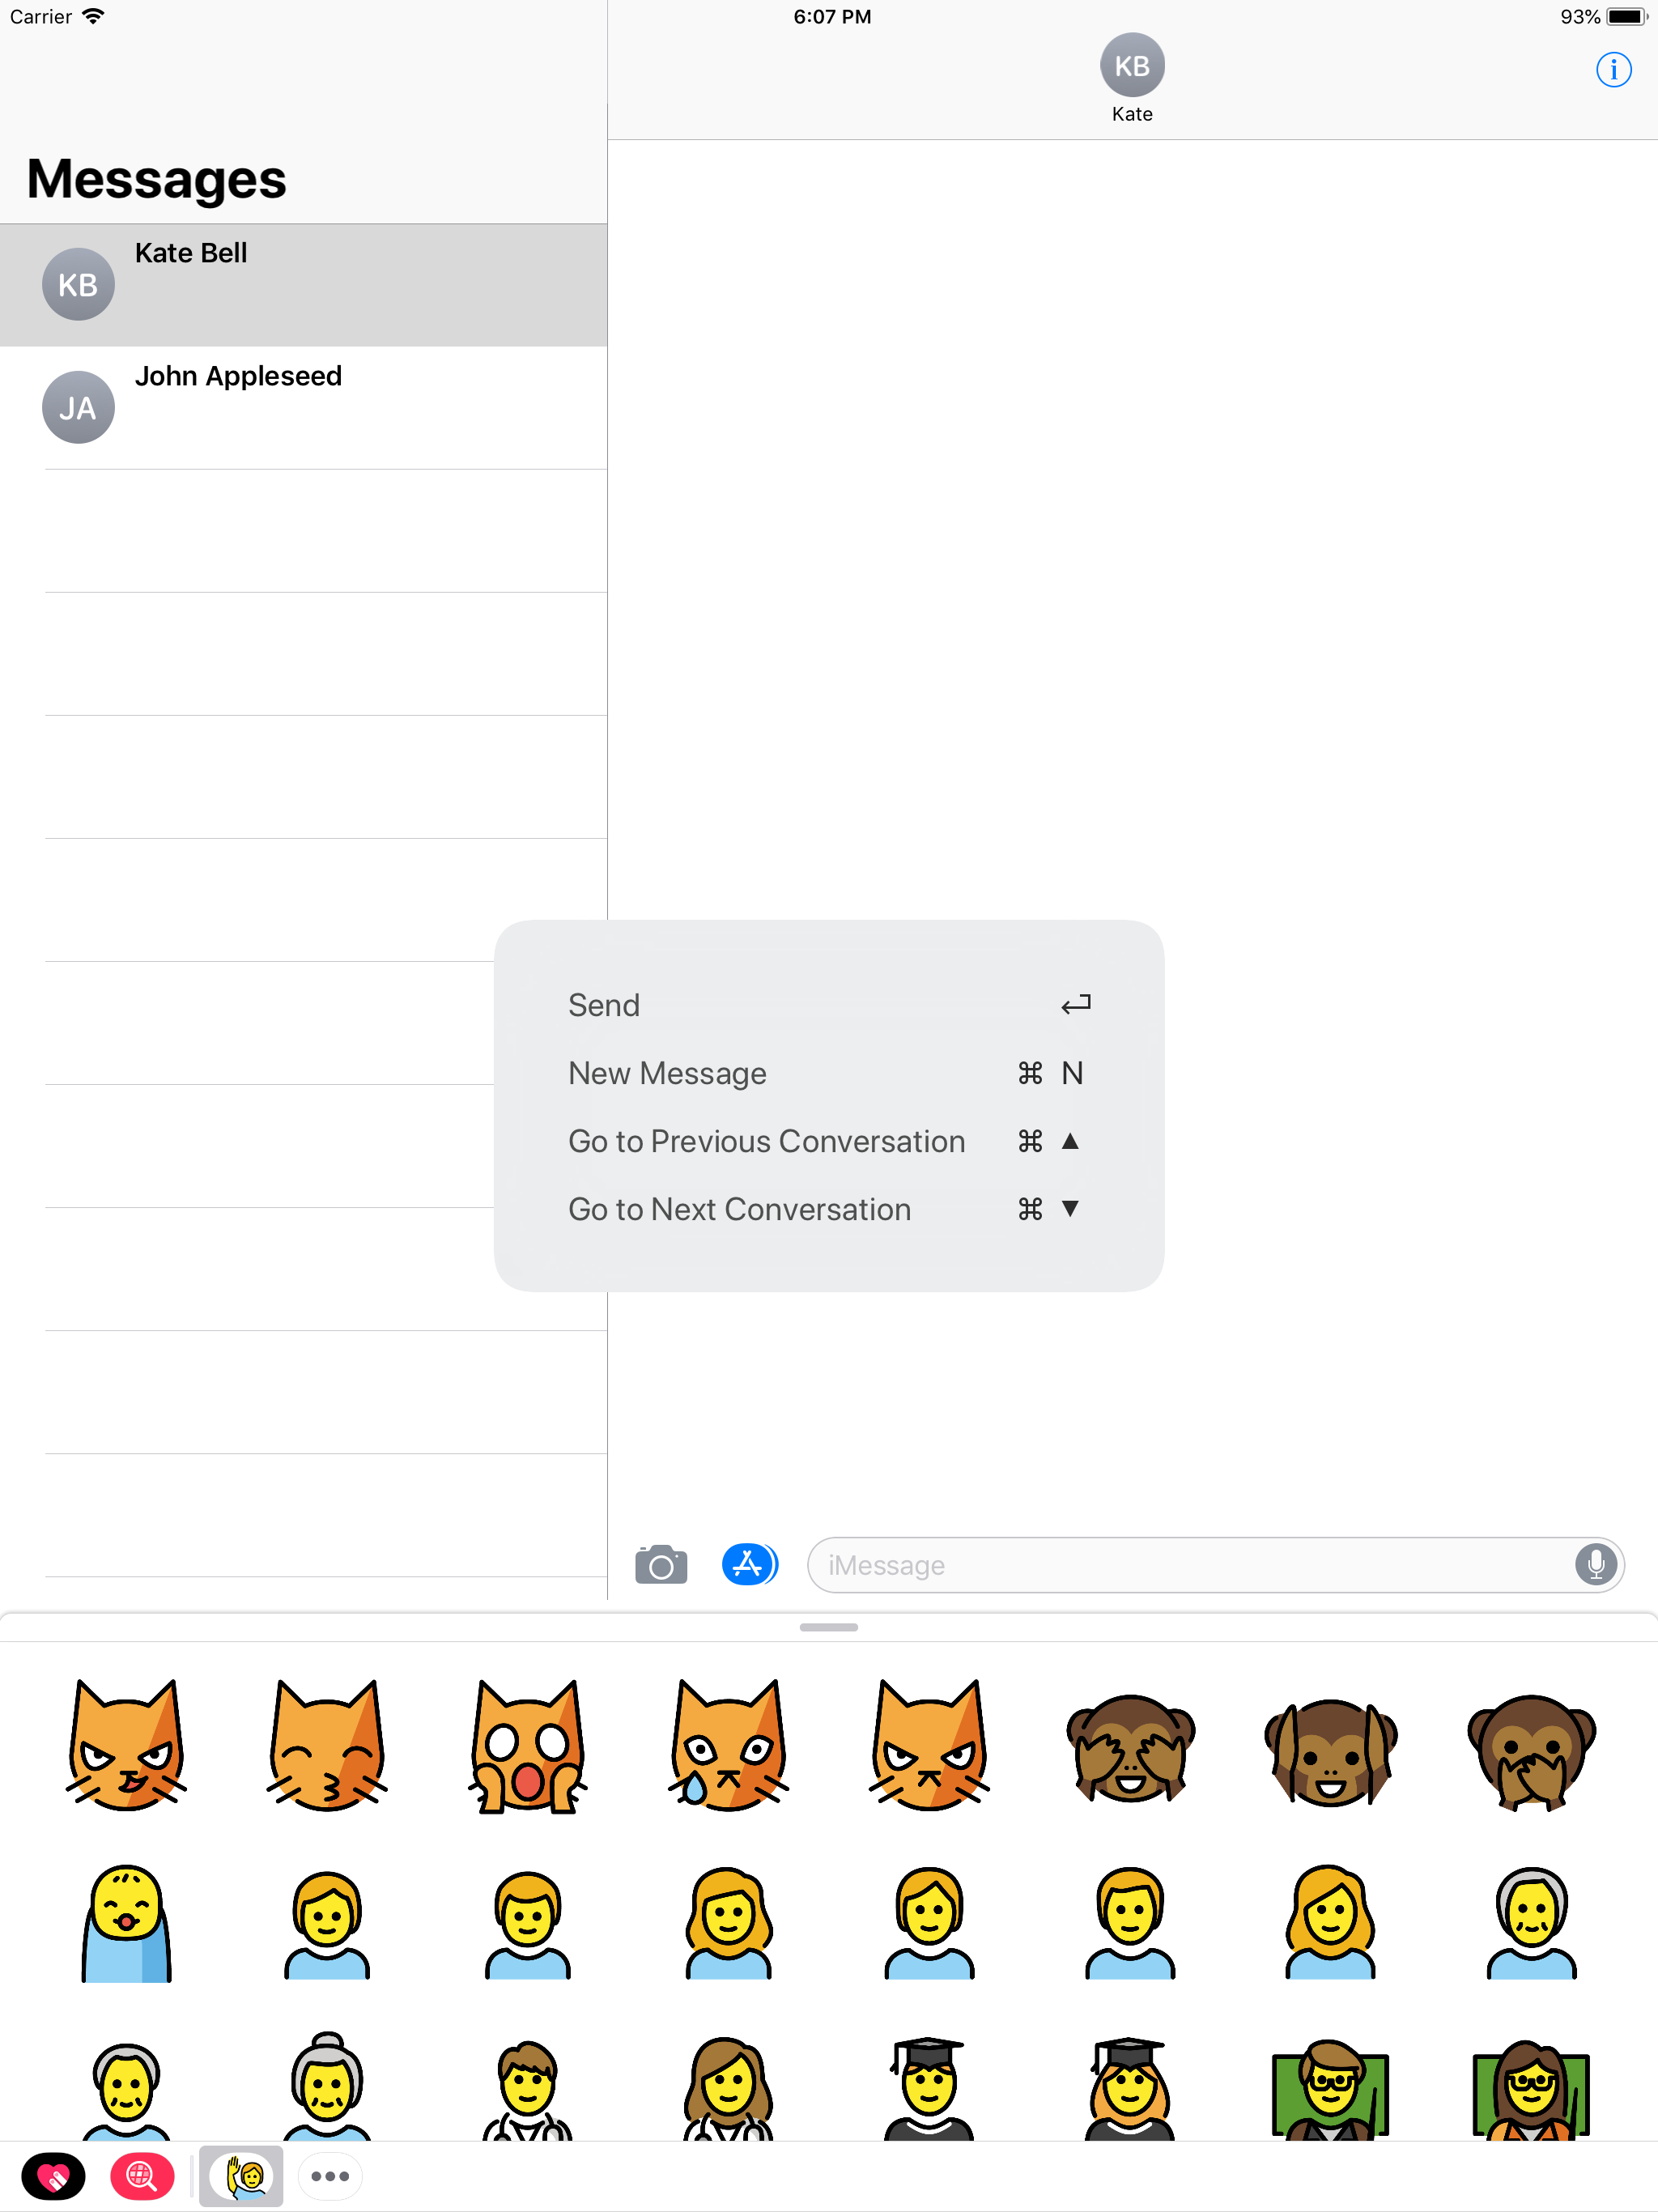 Carrier
6:07 PM
93%
KB
Kate
Messages
KB
Kate Bell
JA
John Appleseed
Send
New Message ⌘ N
Go to Previous Conversation ⌘ ▲
Go to Next Conversation ⌘ ▼
iMessage